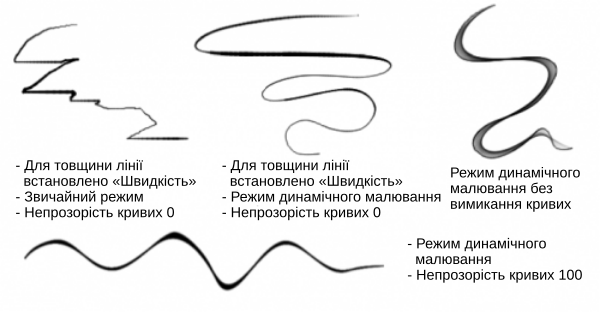 - Для товщини лінії
встановлено «Швидкість»
- Звичайний режим
- Непрозорість кривих 0
- Для товщини лінії
встановлено «Швидкість»
- Режим динамічного малювання
- Непрозорість кривих 0
Режим динамічного
малювання без
вимикання кривих
- Режим динамічного
малювання
- Непрозорість кривих 100